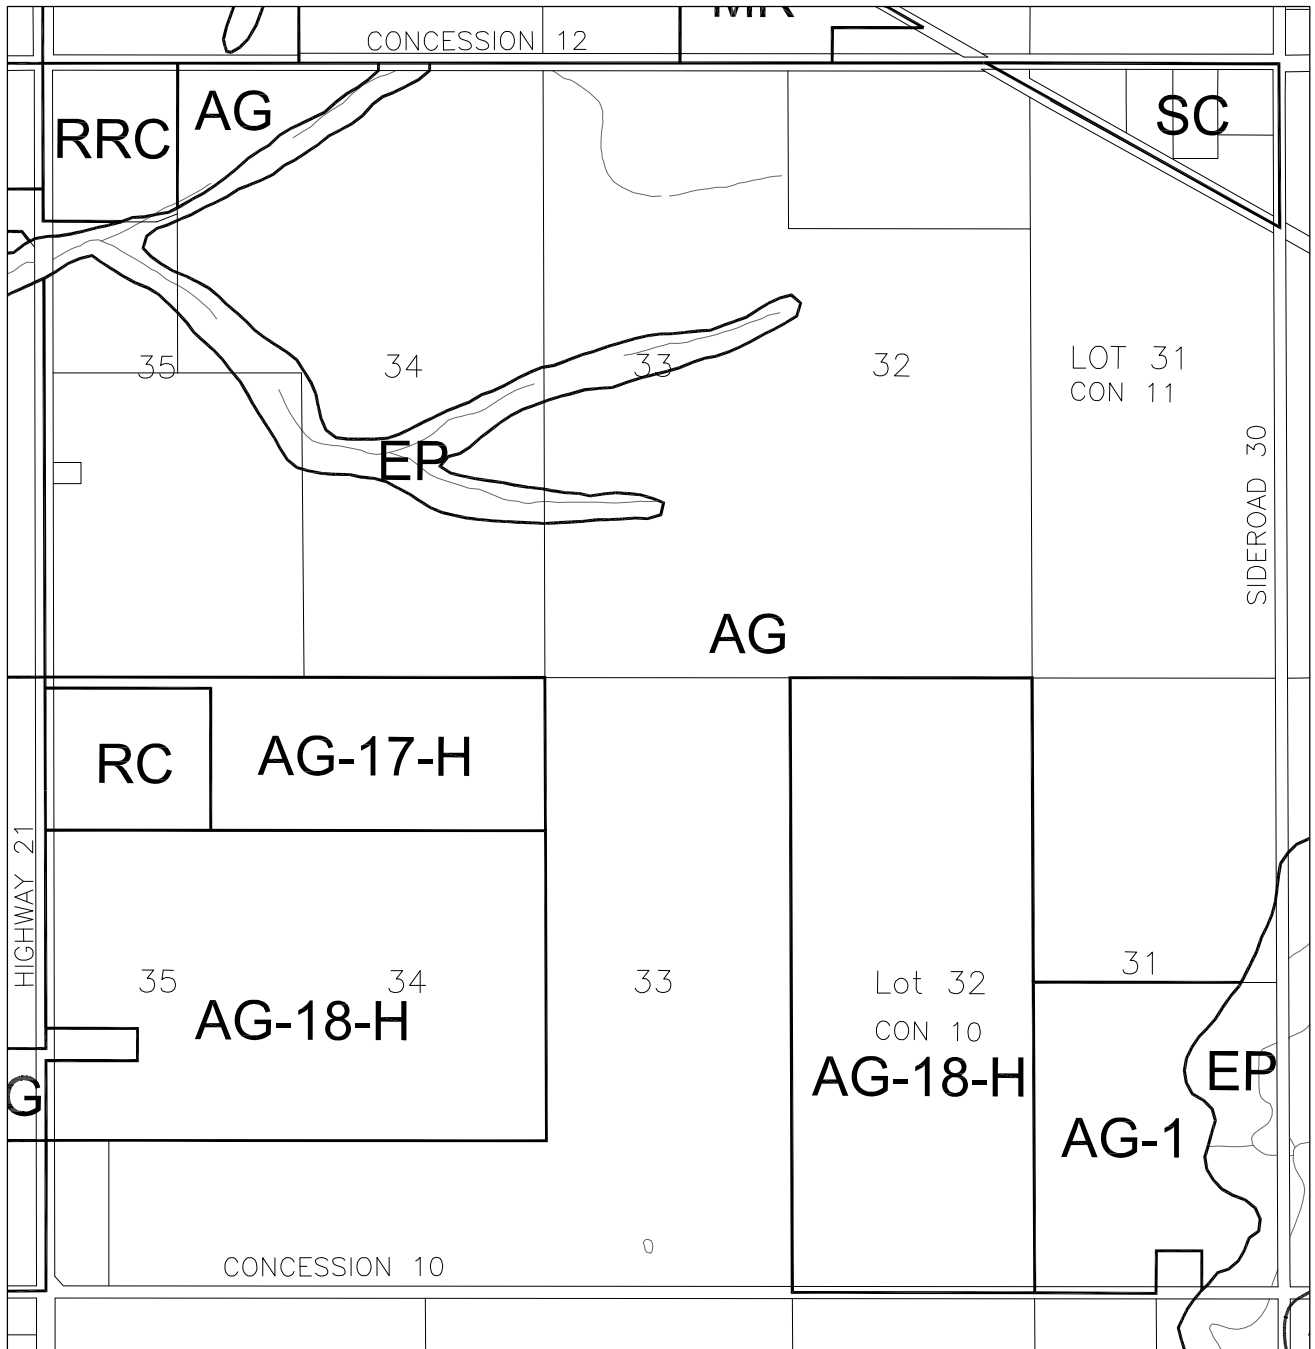 MR
CONCESSION 12
AG
SC
RRC
35
34
33
32
LOT 31
CON 11
EP
SIDEROAD 30
AG
RC
AG-17-H
HIGHWAY 21
35
34
33
Lot 32
31
CON 10
AG-18-H
AG-18-H
EP
G
AG-1
CONCESSION 10